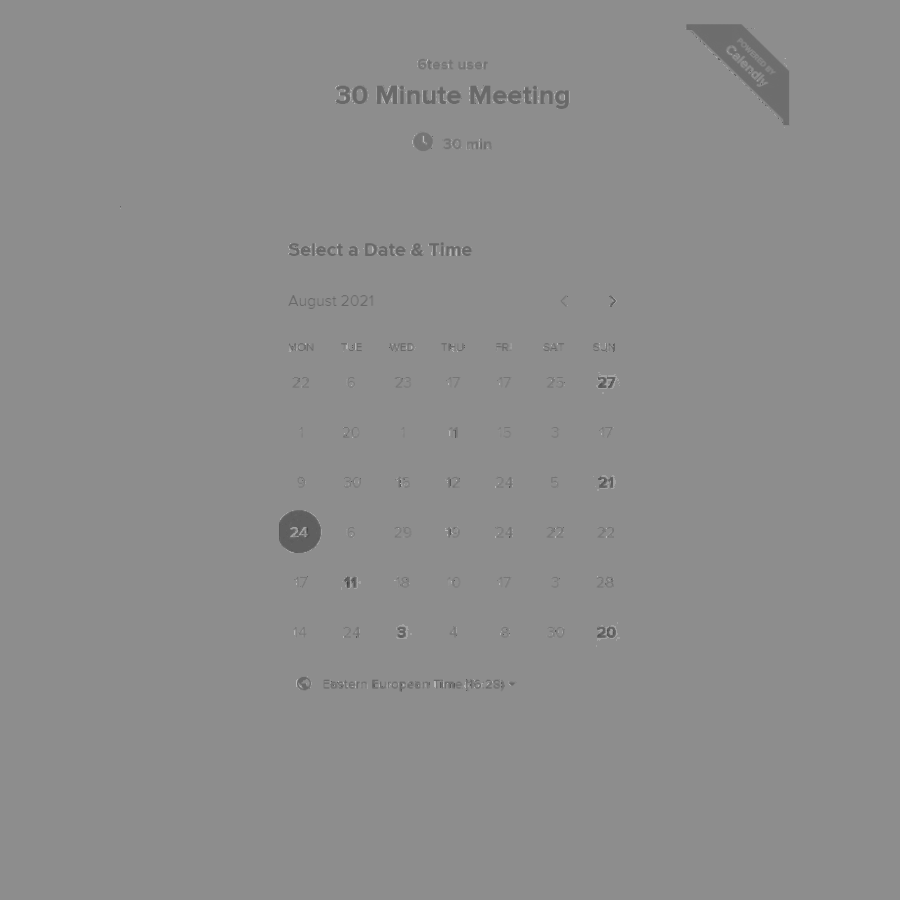 6test user
30 Minute Meeting
30 min
POWERED BY
Calendly
Select a Date & Time
August 2021
MON TUE WED THU FRI SAT SUN
22 6 23 17 17 25 27
1 20 1 11 15 3 17
9 30 15 12 24 5 21
24 6 29 19 24 22 22
17 11 18 10 17 3 28
14 24 3 4 8 30 20
Eastern European Time (16:28)